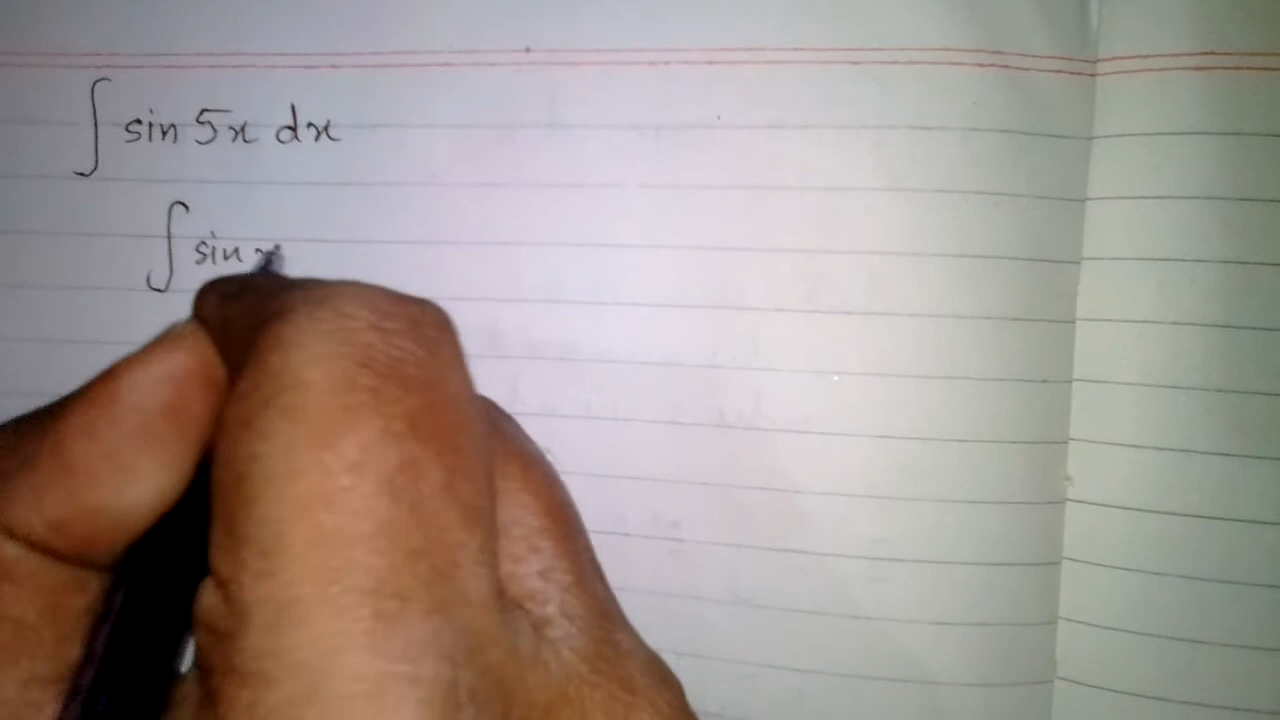 ∫ sin 5x dx
∫ sin x